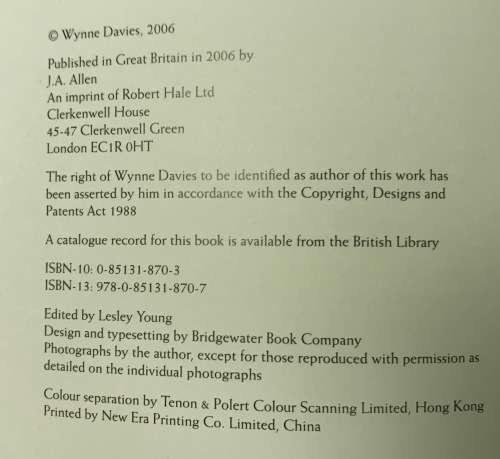 © Wynne Davies, 2006
Published in Great Britain in 2006 by
J.A. Allen
An imprint of Robert Hale Ltd
Clerkenwell House
45-47 Clerkenwell Green
London EC1R 0HT
The right of Wynne Davies to be identified as author of this work has
been asserted by him in accordance with the Copyright, Designs and
Patents Act 1988
A catalogue record for this book is available from the British Library
ISBN-10: 0-85131-870-3
ISBN-13: 978-0-85131-870-7
Edited by Lesley Young
Design and typesetting by Bridgewater Book Company
Photographs by the author, except for those reproduced with permission as
detailed on the individual photographs
Colour separation by Tenon & Polert Colour Scanning Limited, Hong Kong
Printed by New Era Printing Co. Limited, China